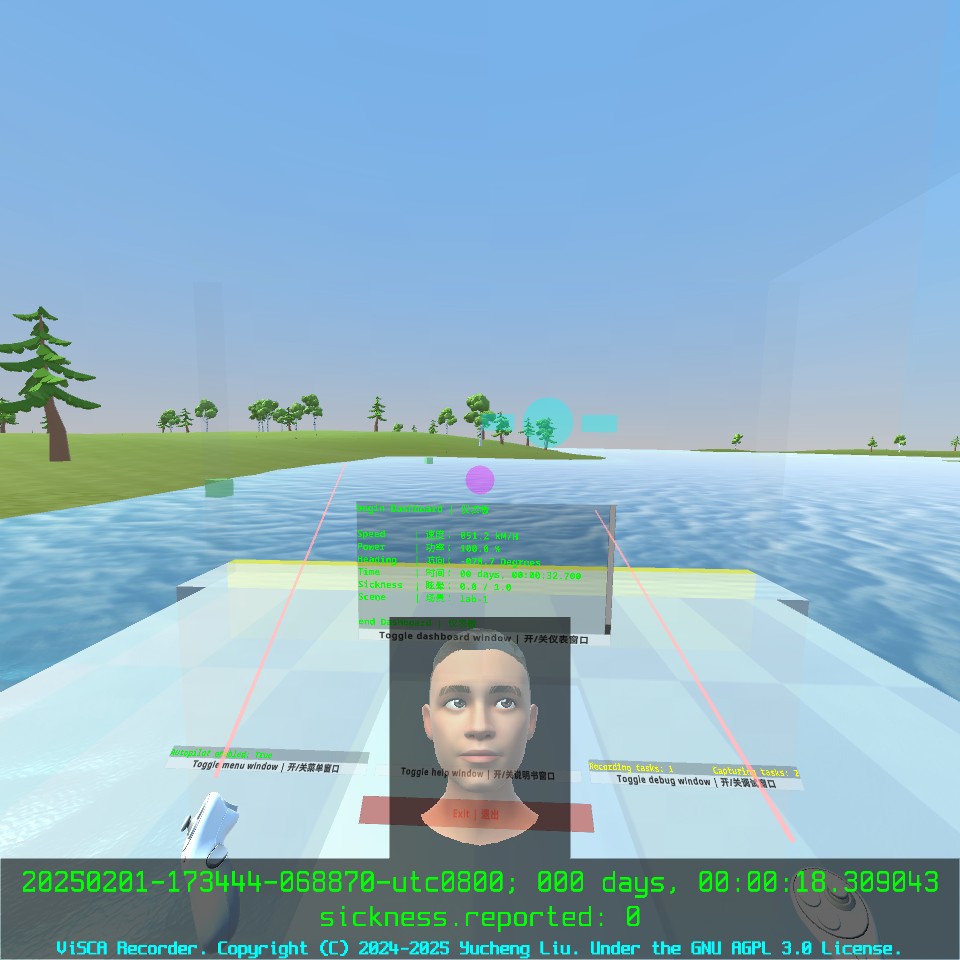 Begin Dashboard | 仪表板
Speed | 速度: 051.2 kM/H
Power | 功率: 100.0 %
Heading | 方向: Degrees
Time | 时间: 00 days, 00:00:32.700
Sickness | 眩晕: 0.0 / 3.0
Scene | 场景: lab-1
end Dashboard |
Toggle dashboard window | 开/关仪表窗口
Autopilot enabled: True
Toggle menu window | 开/关菜单窗口
Toggle help window | 开/关说明书窗口
Recording tasks: 1 Capturing tasks: 2
Toggle debug window | 开/关调试窗口
Exit | 退出
20250201-173444-068870-utc0800; 000 days, 00:00:18.309043
sickness.reported: 0
ViSCA Recorder. Copyright (C) 2024-2025 Yucheng Liu. Under the GNU AGPL 3.0 License.